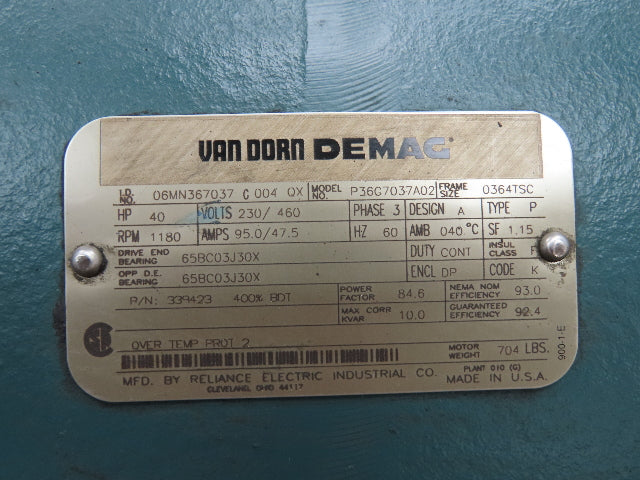 VAN DORN DEMAG
I.D. NO. 06MN367037 C 004 QX MODEL NO. P36G7037A02 FRAME SIZE 0364TSC
HP 40 VOLTS 230/460 PHASE 3 DESIGN A TYPE P
RPM 1180 AMPS 95.0/47.5 HZ 60 AMB 040°C SF 1.15
DRIVE END BEARING 65BC03J30X DUTY CONT INSUL CLASS F
OPP D.E. BEARING 65BC03J30X ENCL DP CODE K
P/N: 339423 400% BDT POWER FACTOR 84.6 NEMA NOM EFFICIENCY 93.0
MAX CORR KVAR 10.0 GUARANTEED EFFICIENCY 92.4
OVER TEMP PROT 2 MOTOR WEIGHT 704 LBS.
900-1-E
PLANT 010 (G)
MFD. BY RELIANCE ELECTRIC INDUSTRIAL CO. MADE IN U.S.A.
CLEVELAND, OHIO 44117